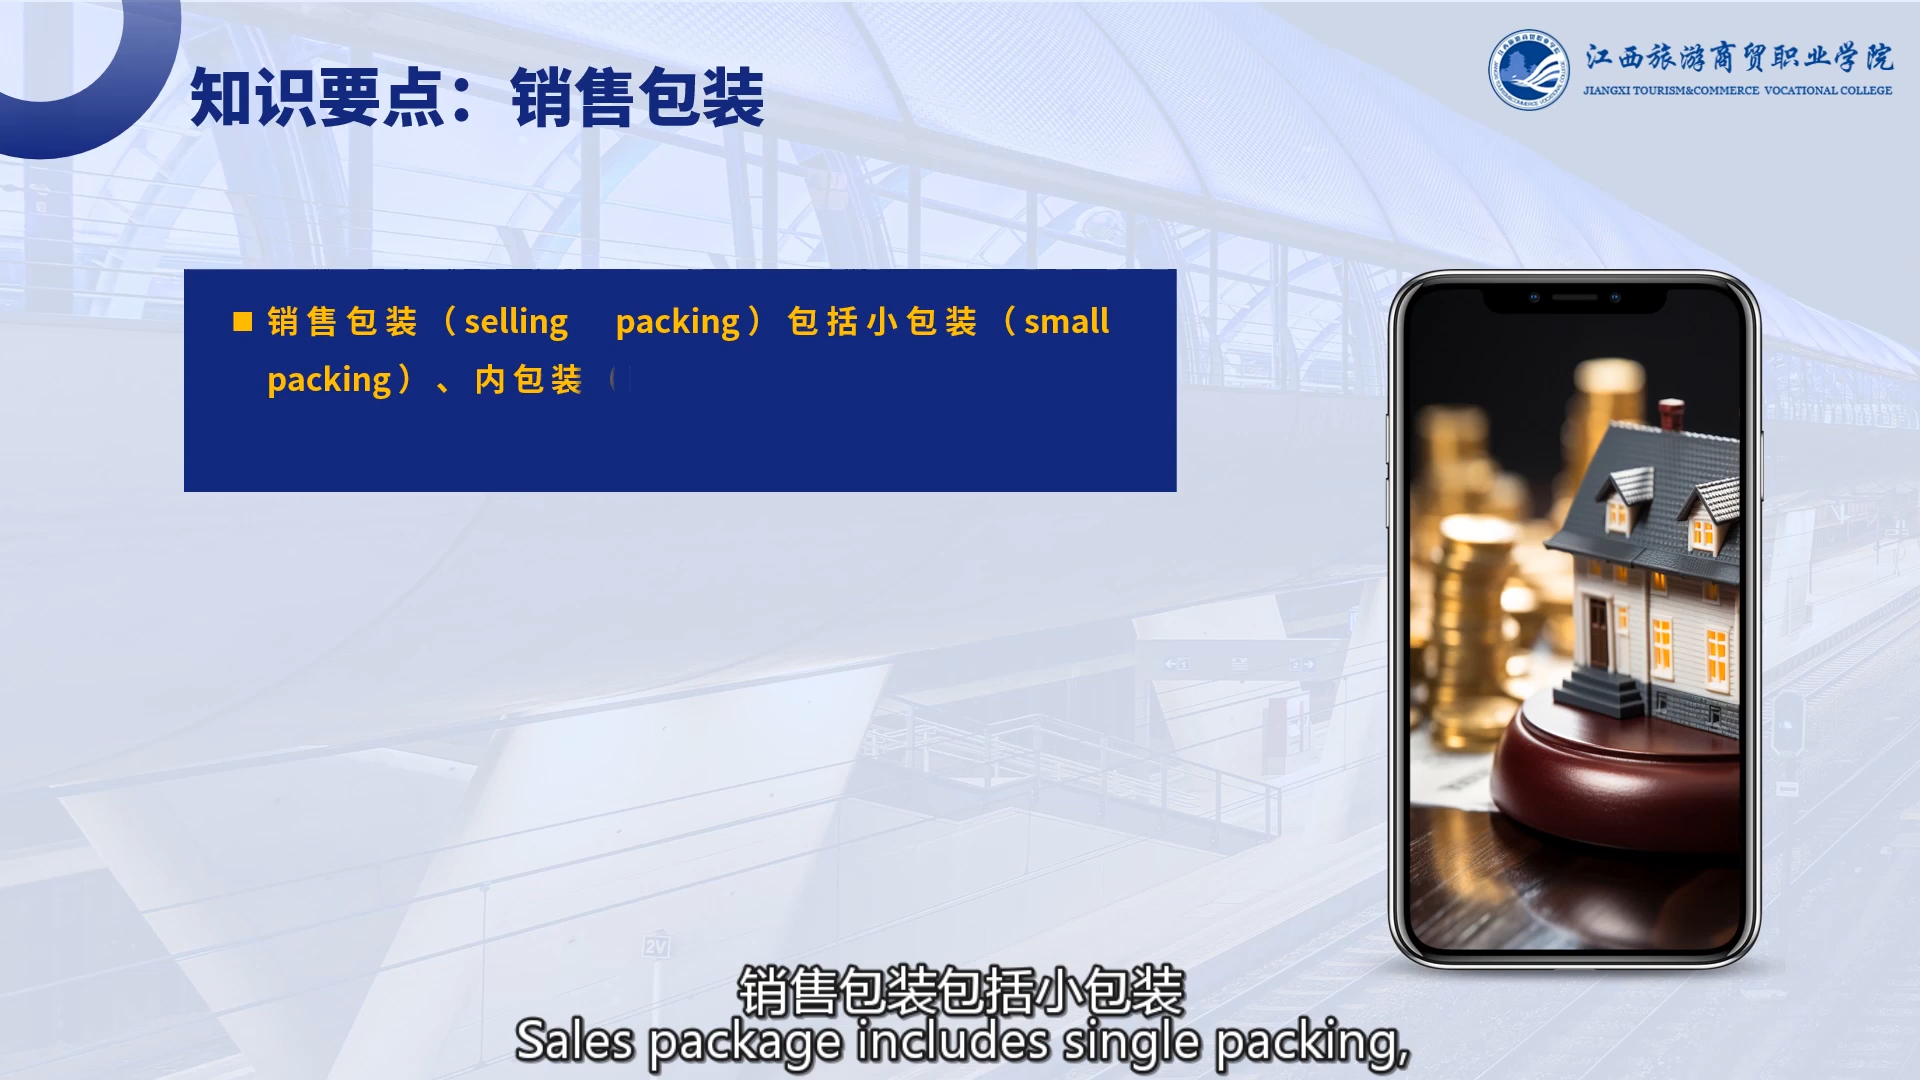 知识要点：销售包装
江西旅游商贸职业学院
JIANGXI TOURISM&COMMERCE VOCATIONAL COLLEGE
销售包装（selling packing）包括小包装（small
packing）、内包装（
2V
销售包装包括小包装
Sales package includes single packing,